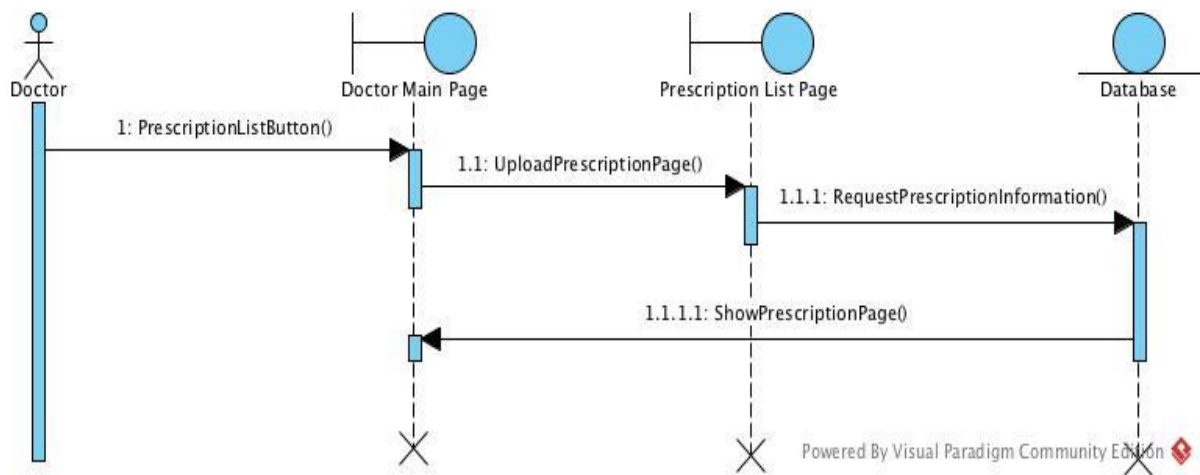 Doctor
Doctor Main Page
Prescription List Page
Database
1: PrescriptionListButton()
1.1: UploadPrescriptionPage()
1.1.1: RequestPrescriptionInformation()
1.1.1.1: ShowPrescriptionPage()
Powered By Visual Paradigm Community Edition